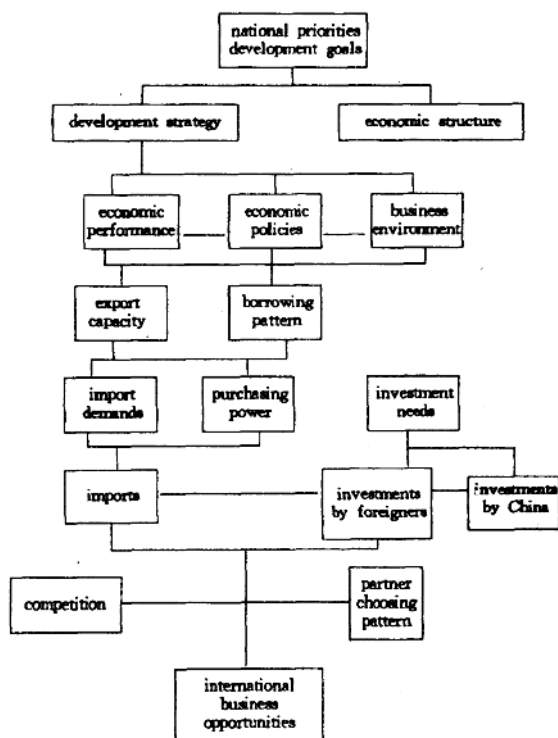 national priorities
development goals
development strategy
economic structure
economic
performance
economic
policies
business
environment
export
capacity
borrowing
pattern
import
demands
purchasing
power
investment
needs
imports
investments
by foreigners
investments
by China
competition
partner
choosing
pattern
international
business
opportunities